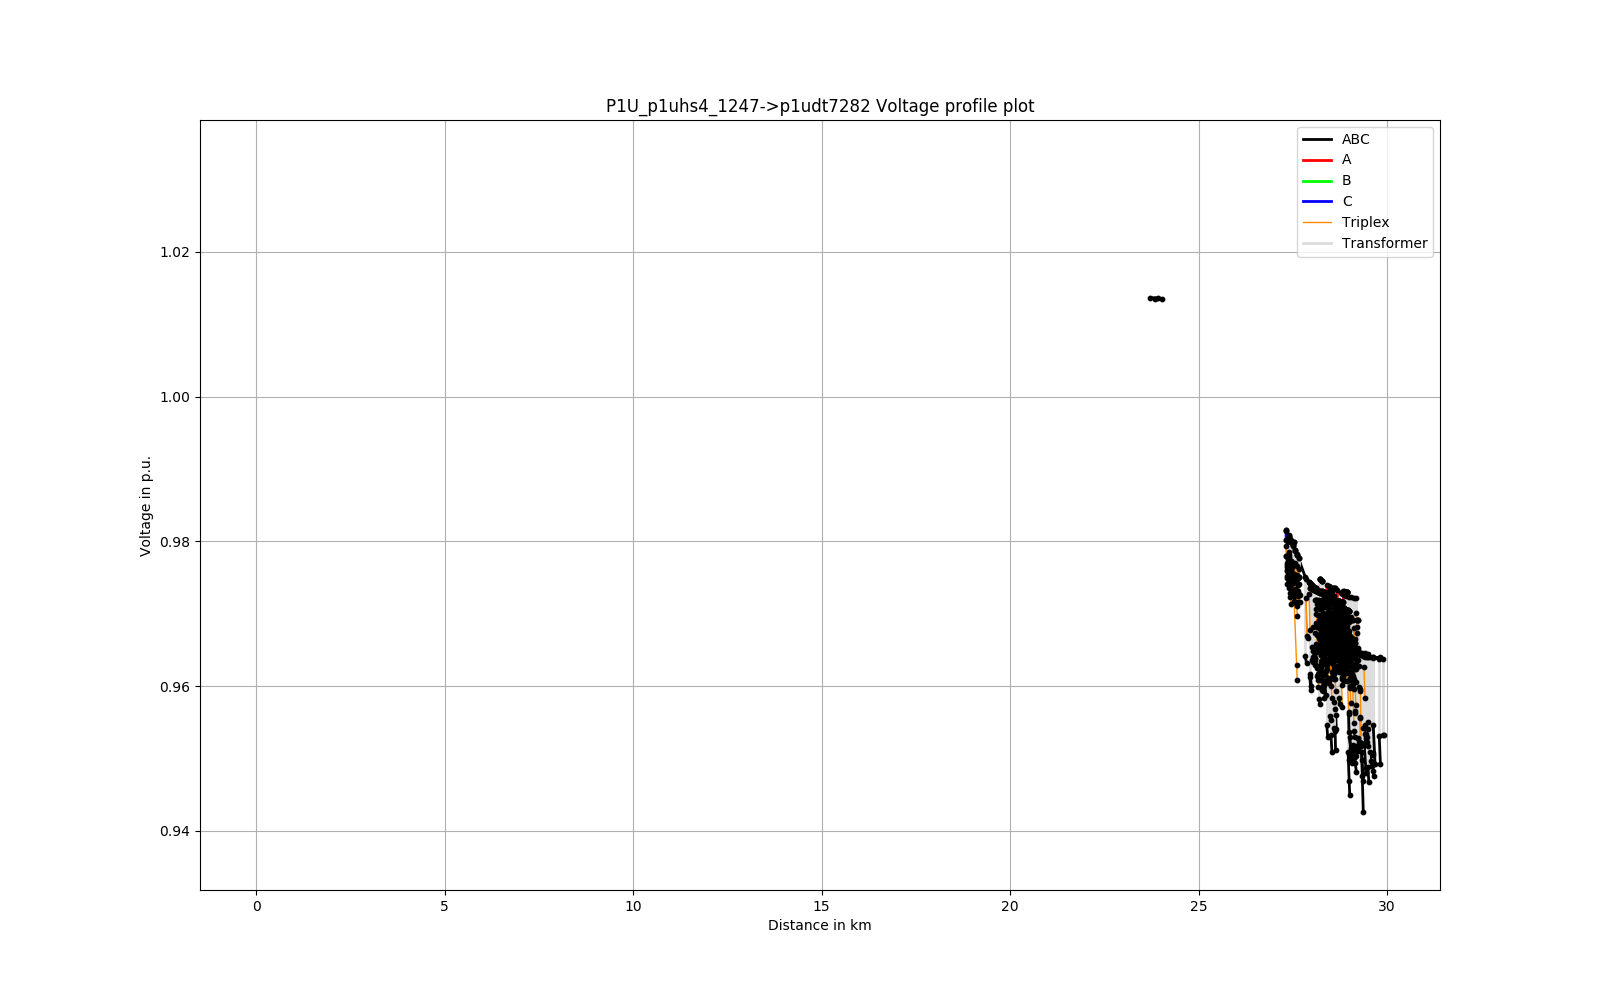 P1U_p1uhs4_1247->p1udt7282 Voltage profile plot
ABC
A
B
C
Triplex
Transformer
1.02
1.00
0.98
0.96
0.94
Voltage in p.u.
0 5 10 15 20 25 30
Distance in km